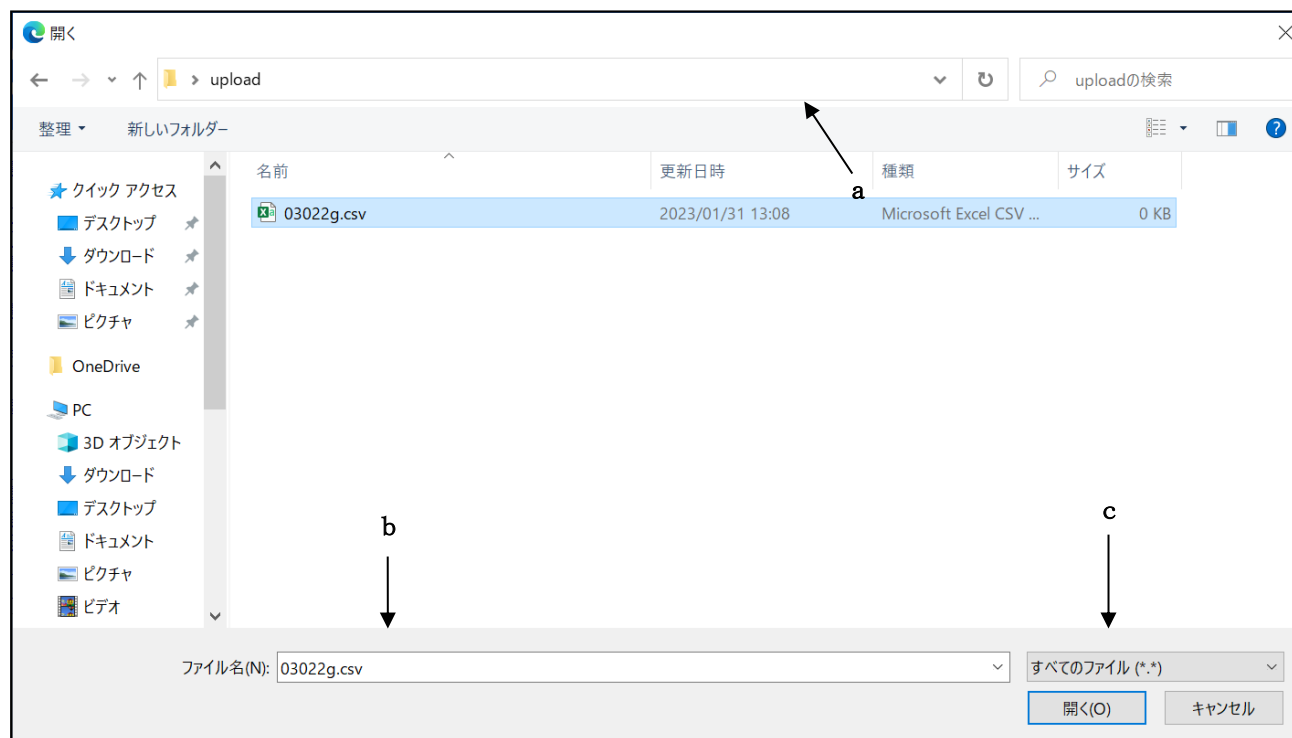 開く
upload
uploadの検索
整理
新しいフォルダー
名前
更新日時
種類
サイズ
a
03022g.csv
2023/01/31 13:08
Microsoft Excel CSV ...
0 KB
クイック アクセス
デスクトップ
ダウンロード
ドキュメント
ピクチャ
OneDrive
PC
3D オブジェクト
ダウンロード
デスクトップ
ドキュメント
ピクチャ
ビデオ
b
c
ファイル名(N):
03022g.csv
すべてのファイル (*.*)
開く(O)
キャンセル